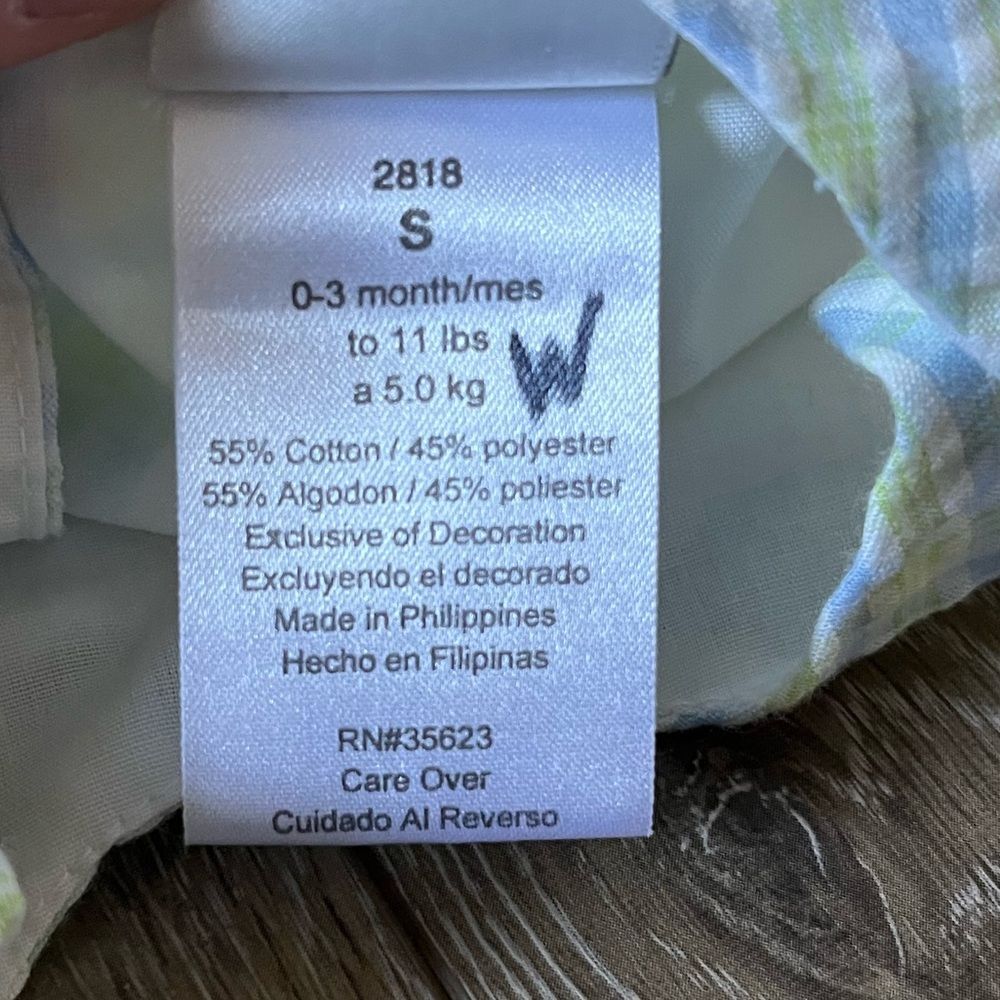 2818
S
0-3 month/mes
to 11 lbs
a 5.0 kg
W
55% Cotton / 45% polyester
55% Algodon / 45% poliester
Exclusive of Decoration
Excluyendo el decorado
Made in Philippines
Hecho en Filipinas
RN#35623
Care Over
Cuidado Al Reverso